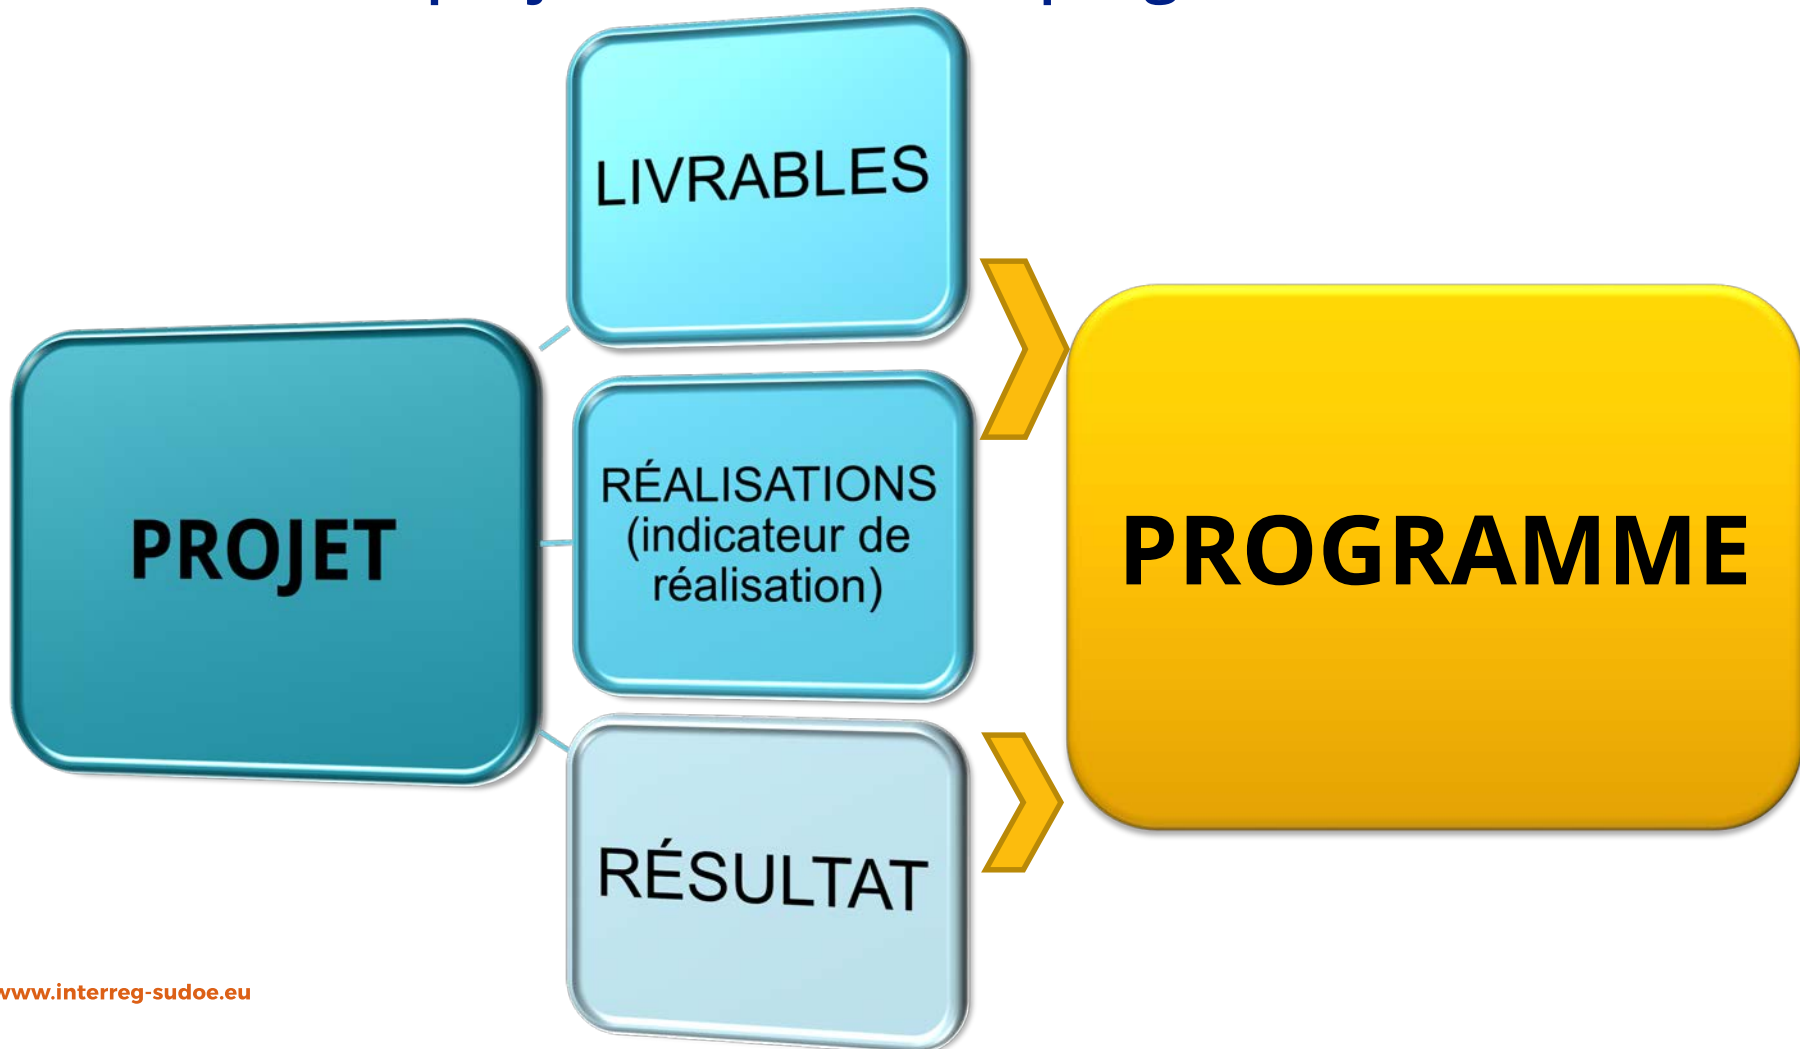 LIVRABLES
PROJET
RÉALISATIONS
(indicateur de
réalisation)
RÉSULTAT
PROGRAMME
www.interreg-sudoe.eu